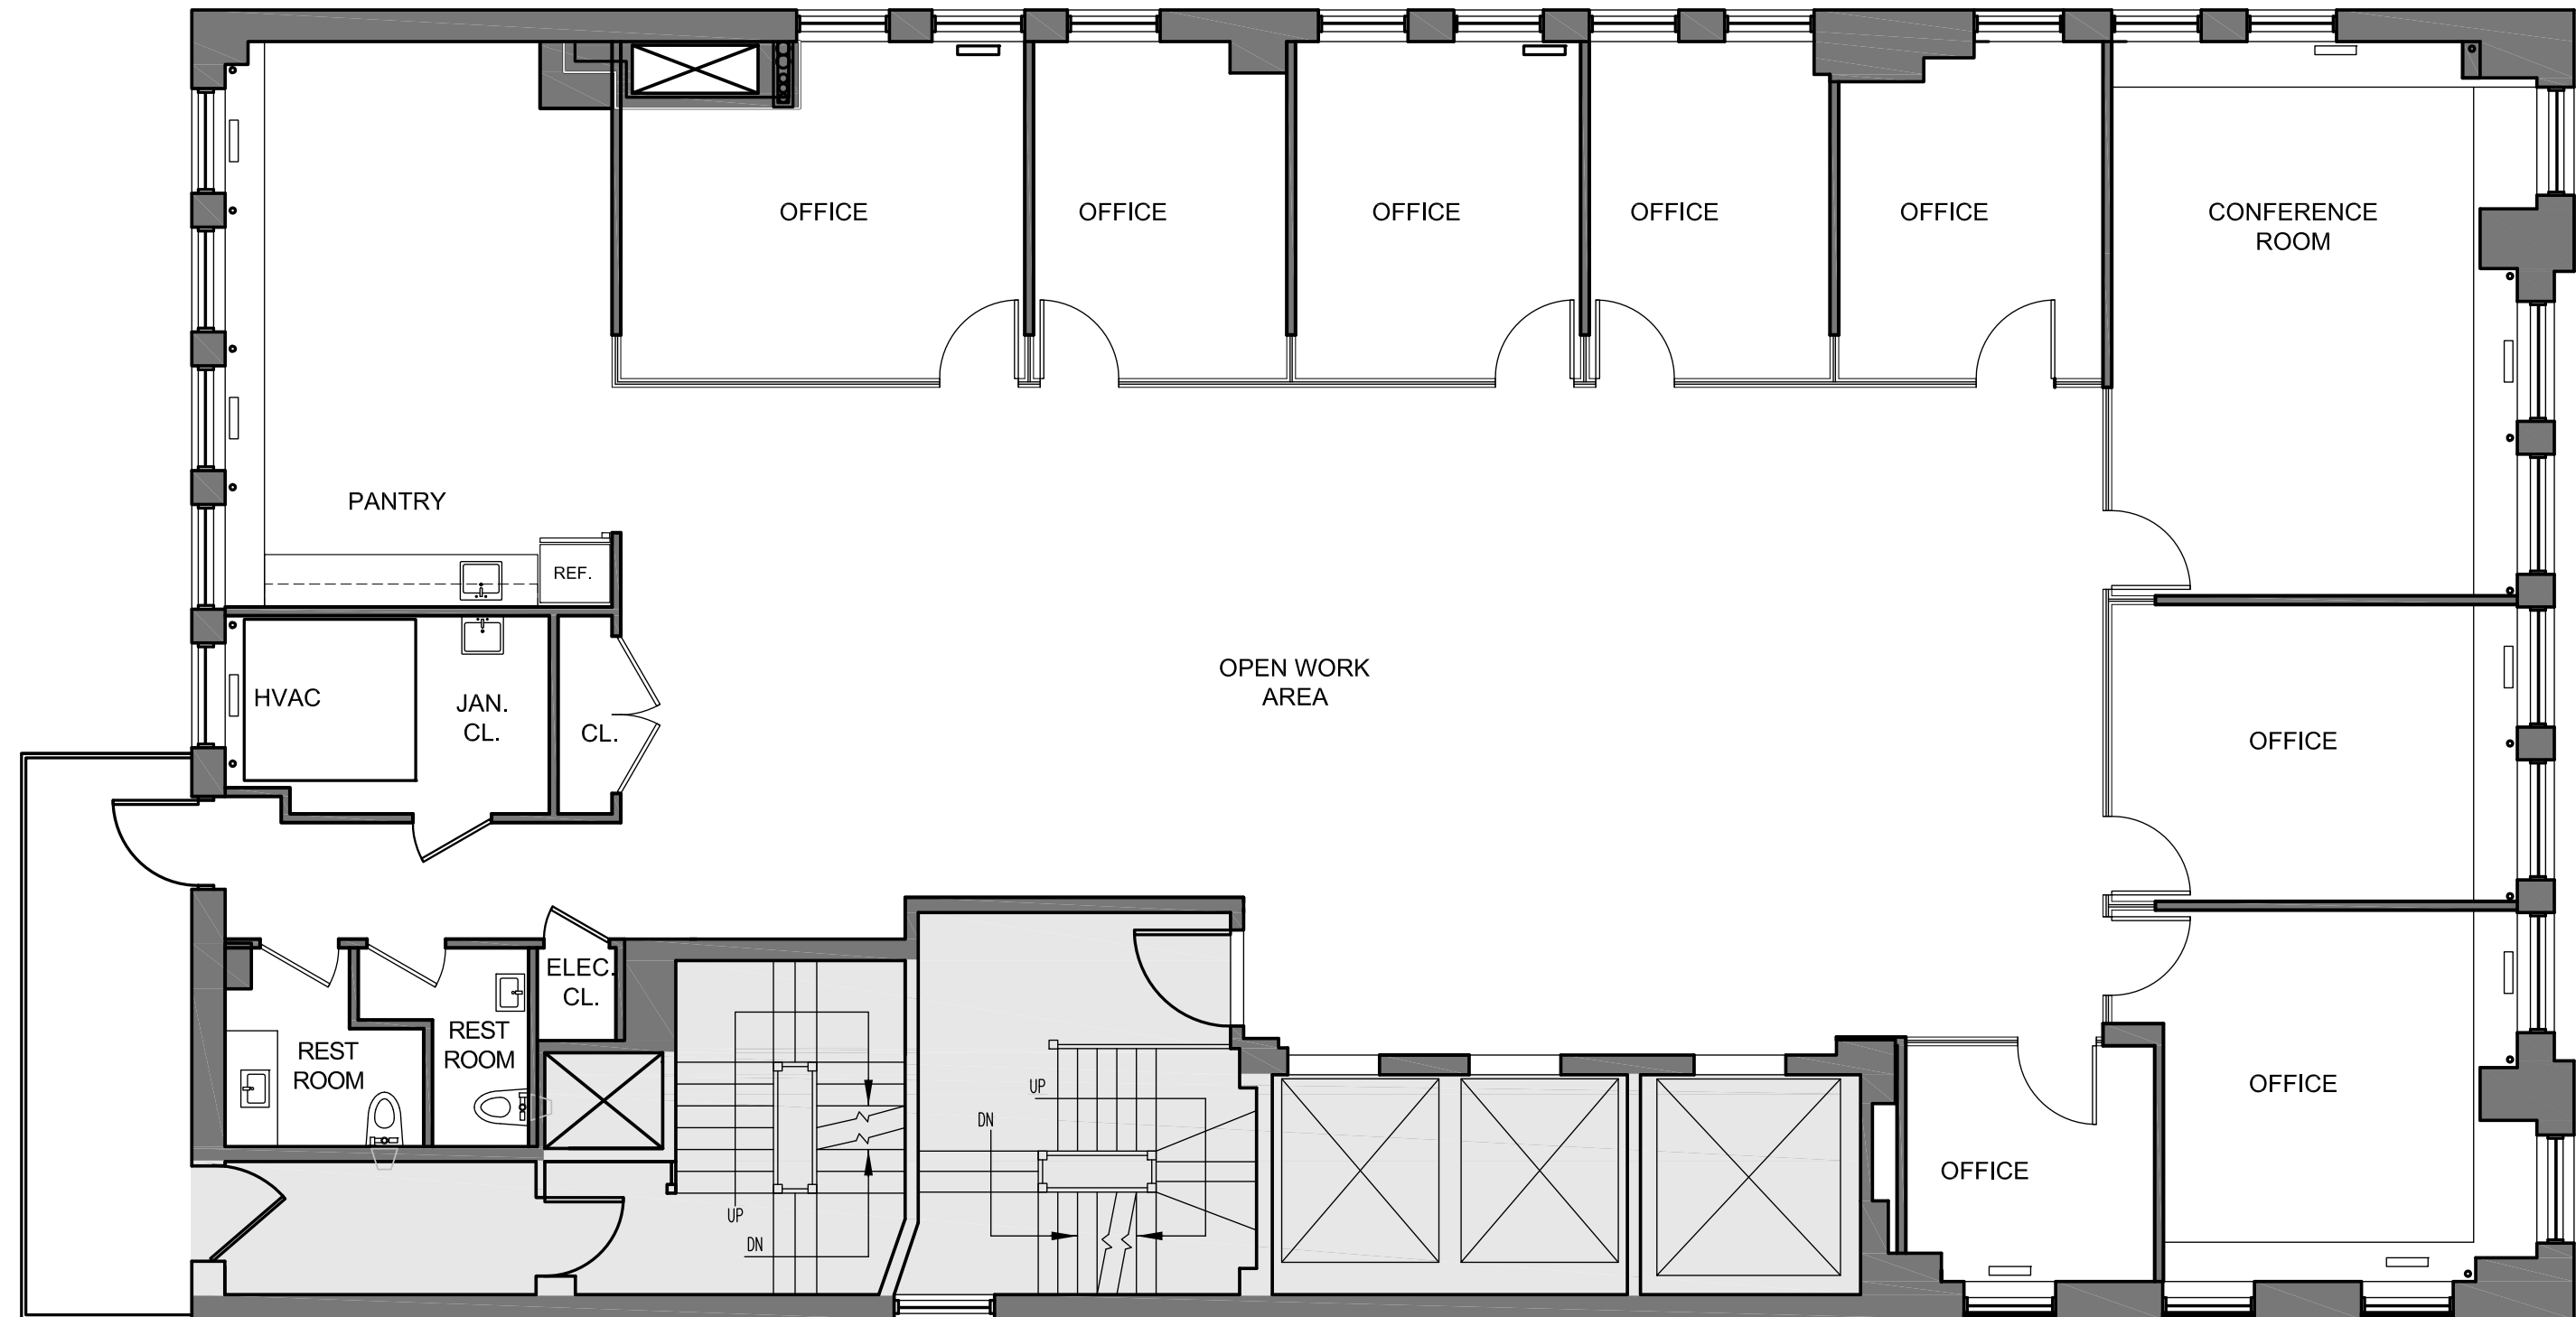 OFFICE
OFFICE
OFFICE
OFFICE
OFFICE
CONFERENCE
ROOM
PANTRY
REF.
OPEN WORK
AREA
HVAC
JAN.
CL.
CL.
OFFICE
ELEC.
CL.
REST
ROOM
REST
ROOM
UP
DN
UP
DN
OFFICE
OFFICE